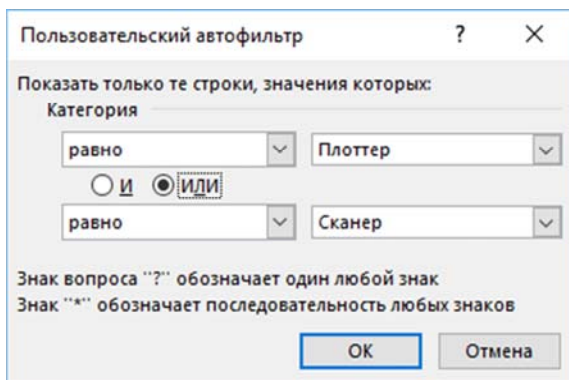 Пользовательский автофильтр ?
Показать только те строки, значения которых:
Категория
равно Плоттер
И ИЛИ
равно Сканер
Знак вопроса "?" обозначает один любой знак
Знак "*" обозначает последовательность любых знаков
ОК Отмена